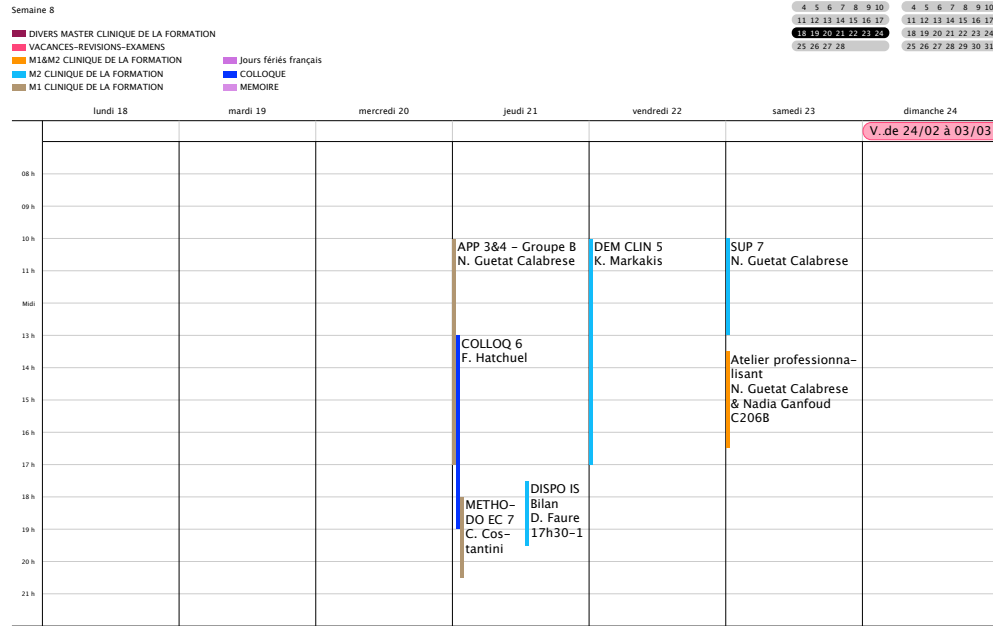 Semaine 8
4 5 6 7 8 9 10
11 12 13 14 15 16 17
18 19 20 21 22 23 24
25 26 27 28
4 5 6 7 8 9 10
11 12 13 14 15 16 17
18 19 20 21 22 23 24
25 26 27 28 29 30 31
DIVERS MASTER CLINIQUE DE LA FORMATION
VACANCES-REVISIONS-EXAMENS
M1&M2 CLINIQUE DE LA FORMATION
M2 CLINIQUE DE LA FORMATION
M1 CLINIQUE DE LA FORMATION
Jours fériés français
COLLOQUE
MEMOIRE
lundi 18
mardi 19
mercredi 20
jeudi 21
vendredi 22
samedi 23
dimanche 24
V..de 24/02 à 03/03
08 h
09 h
10 h
11 h
Midi
13 h
14 h
15 h
16 h
17 h
18 h
19 h
20 h
21 h
APP 3&4 - Groupe B
N. Guetat Calabrese
COLLOQ 6
F. Hatchuel
METHO-
DO EC 7
C. Cos-
tantini
DISPO IS
Bilan
D. Faure
17h30-1
DEM CLIN 5
K. Markakis
SUP 7
N. Guetat Calabrese
Atelier professionna-
lisant
N. Guetat Calabrese
& Nadia Ganfoud
C206B